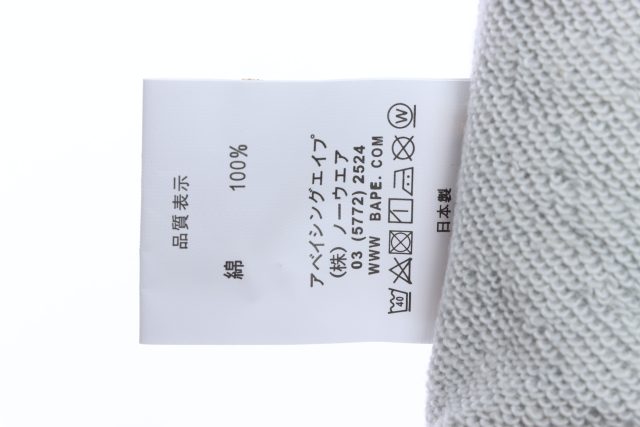 品質表示
綿 100%
アベイシングエイプ
(株) ノーウエア
03 (5772) 2524
WWW BAPE. COM
40 W
日本製